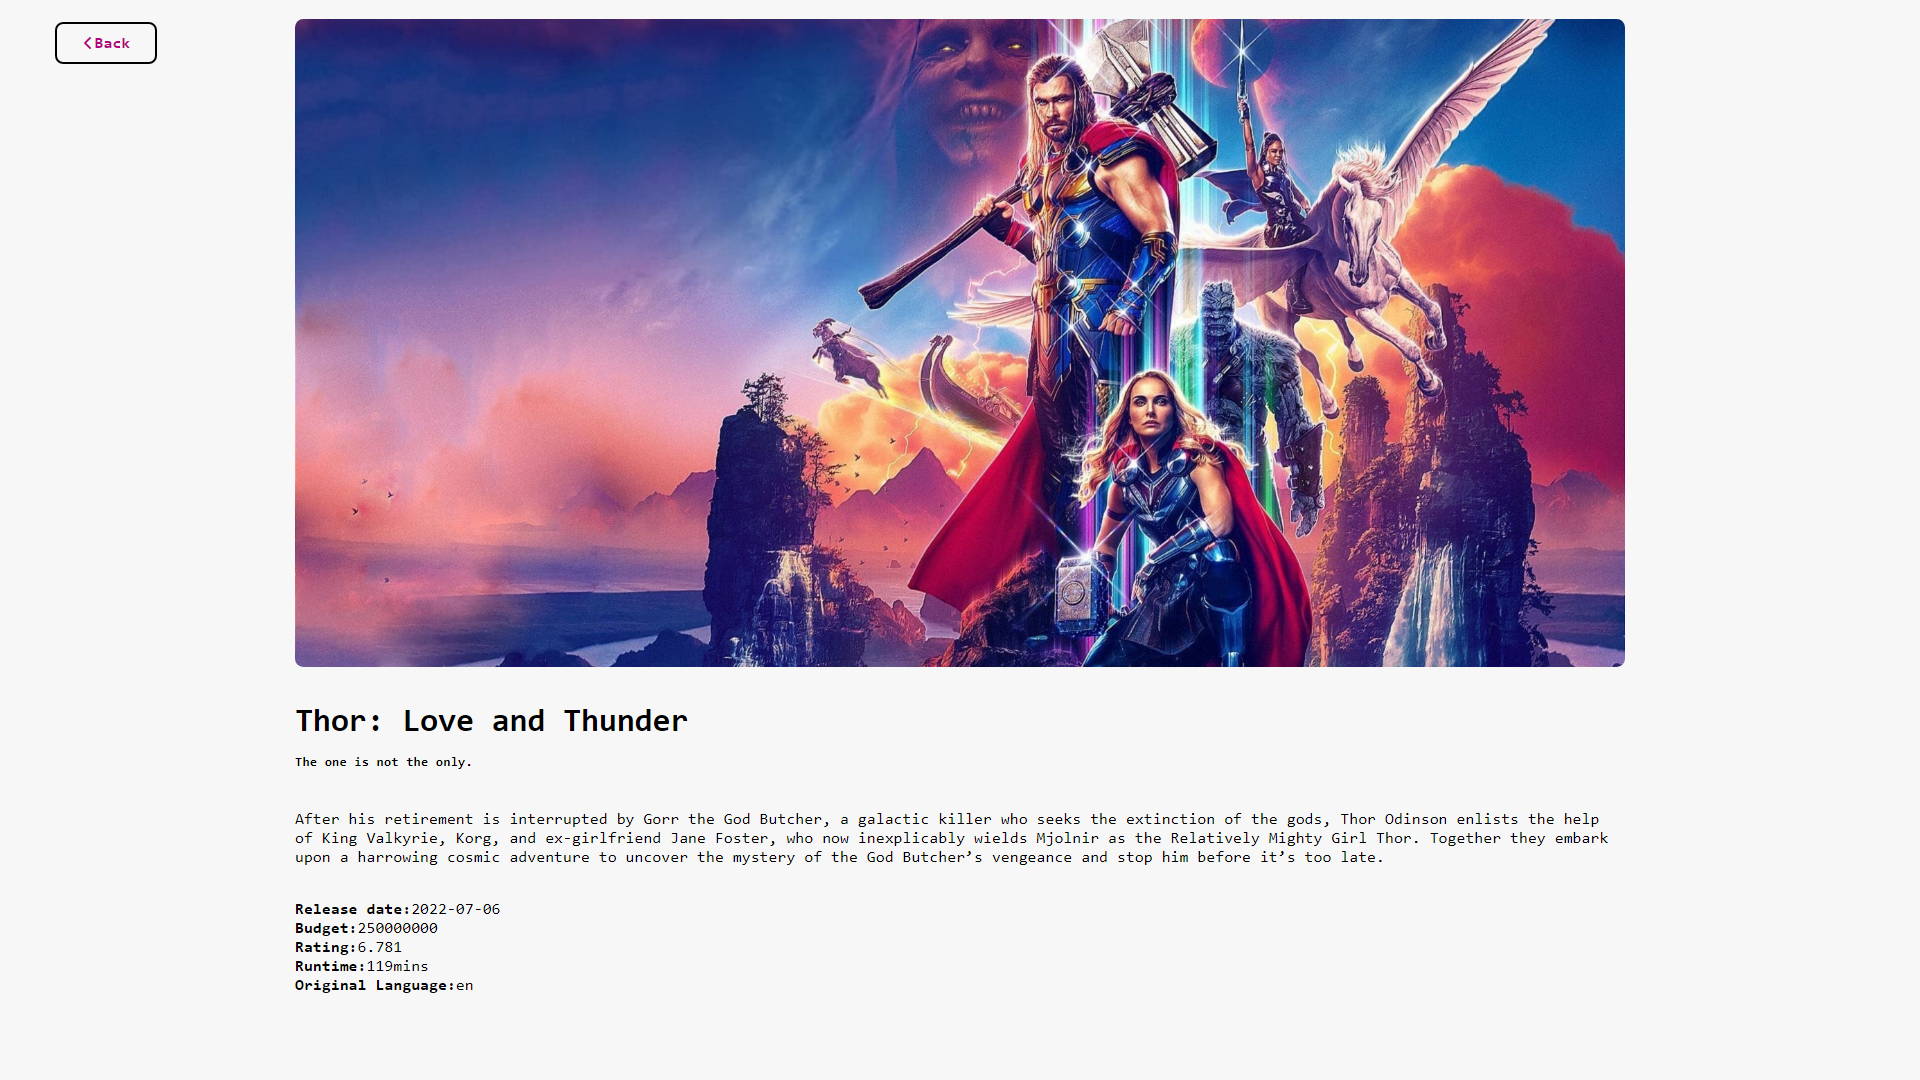 Back
Thor: Love and Thunder
The one is not the only.
After his retirement is interrupted by Gorr the God Butcher, a galactic killer who seeks the extinction of the gods, Thor Odinson enlists the help
of King Valkyrie, Korg, and ex-girlfriend Jane Foster, who now inexplicably wields Mjolnir as the Relatively Mighty Girl Thor. Together they embark
upon a harrowing cosmic adventure to uncover the mystery of the God Butcher’s vengeance and stop him before it’s too late.
Release date:2022-07-06
Budget:250000000
Rating:6.781
Runtime:119mins
Original Language:en